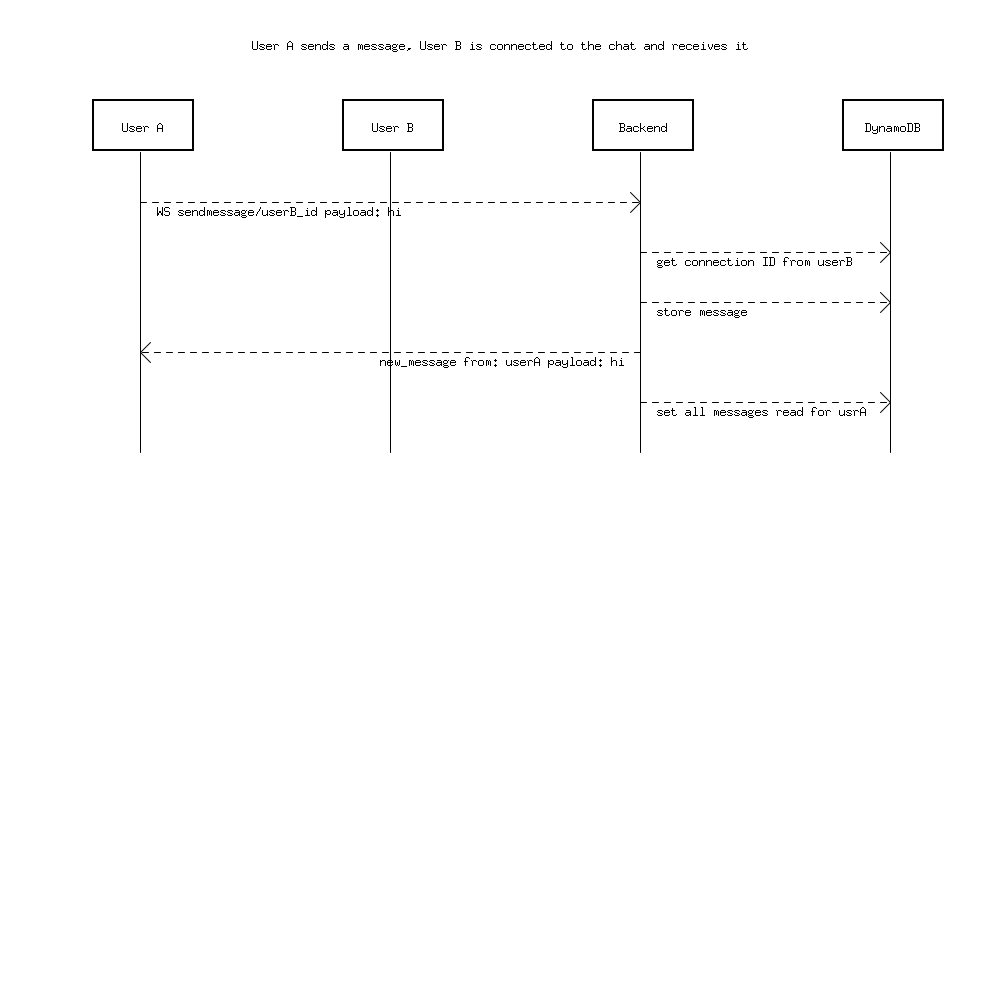 User A sends a message, User B is connected to the chat and receives it
User A
User B
Backend
DynamoDB
WS sendmessage/userB_id payload: hi
get connection ID from userB
store message
new_message from: userA payload: hi
set all messages read for usrA